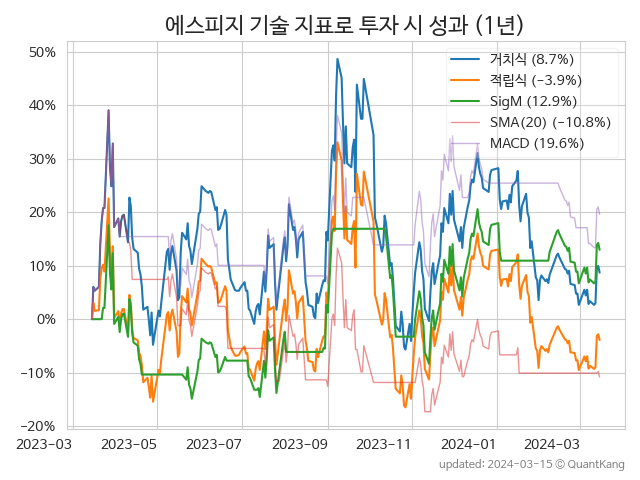 에스피지 기술 지표로 투자 시 성과 (1년)
50%
40%
30%
20%
10%
0%
−10%
−20%
거치식 (8.7%)
적립식 (−3.9%)
SigM (12.9%)
SMA(20) (−10.8%)
MACD (19.6%)
2023-03 2023-05 2023-07 2023-09 2023-11 2024-01 2024-03
updated: 2024-03-15 ⓒ QuantKang